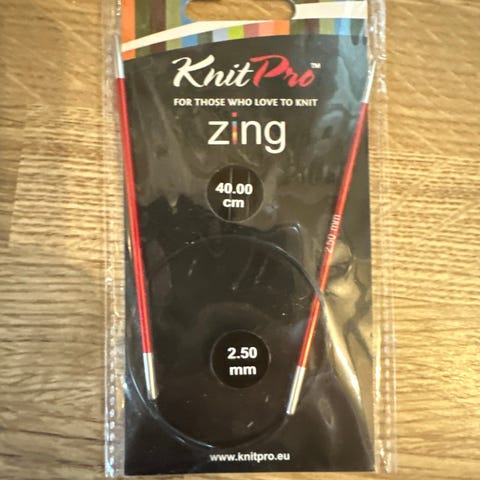 KnitPro™
FOR THOSE WHO LOVE TO KNIT
zing
40.00
cm
2.50 mm
2.50
mm
www.knitpro.eu